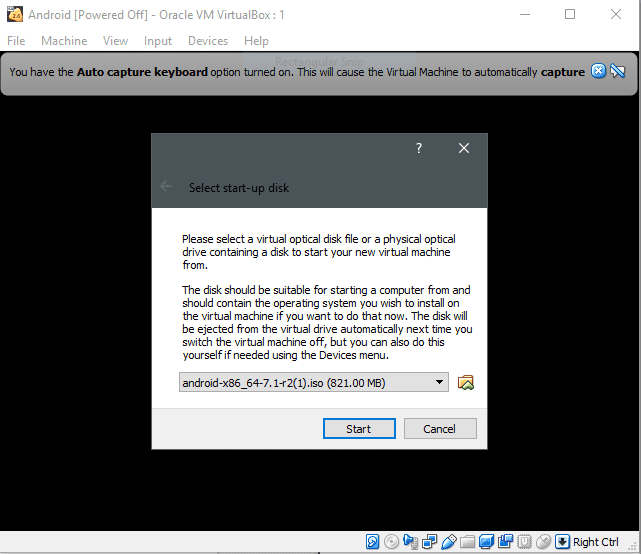 Android [Powered Off] - Oracle VM VirtualBox : 1
File Machine View Input Devices Help
Rectangular Snip
You have the Auto capture keyboard option turned on. This will cause the Virtual Machine to automatically capture
?
Select start-up disk
Please select a virtual optical disk file or a physical optical
drive containing a disk to start your new virtual machine
from.
The disk should be suitable for starting a computer from and
should contain the operating system you wish to install on
the virtual machine if you want to do that now. The disk will
be ejected from the virtual drive automatically next time you
switch the virtual machine off, but you can also do this
yourself if needed using the Devices menu.
android-x86_64-7.1-r2(1).iso (821.00 MB)
Start Cancel
Right Ctrl